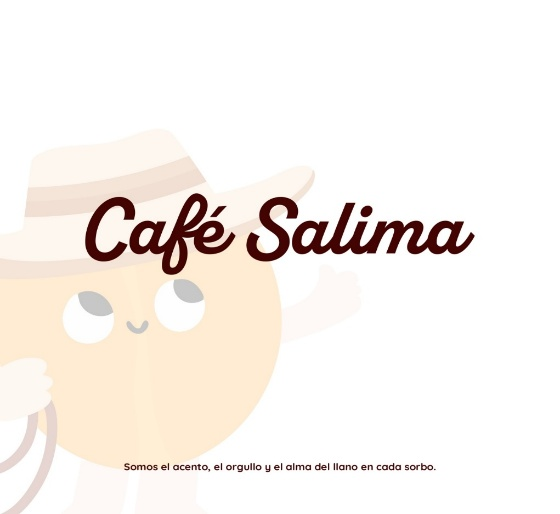 Café Salima
Somos el acento, el orgullo y el alma del llano en cada sorbo.